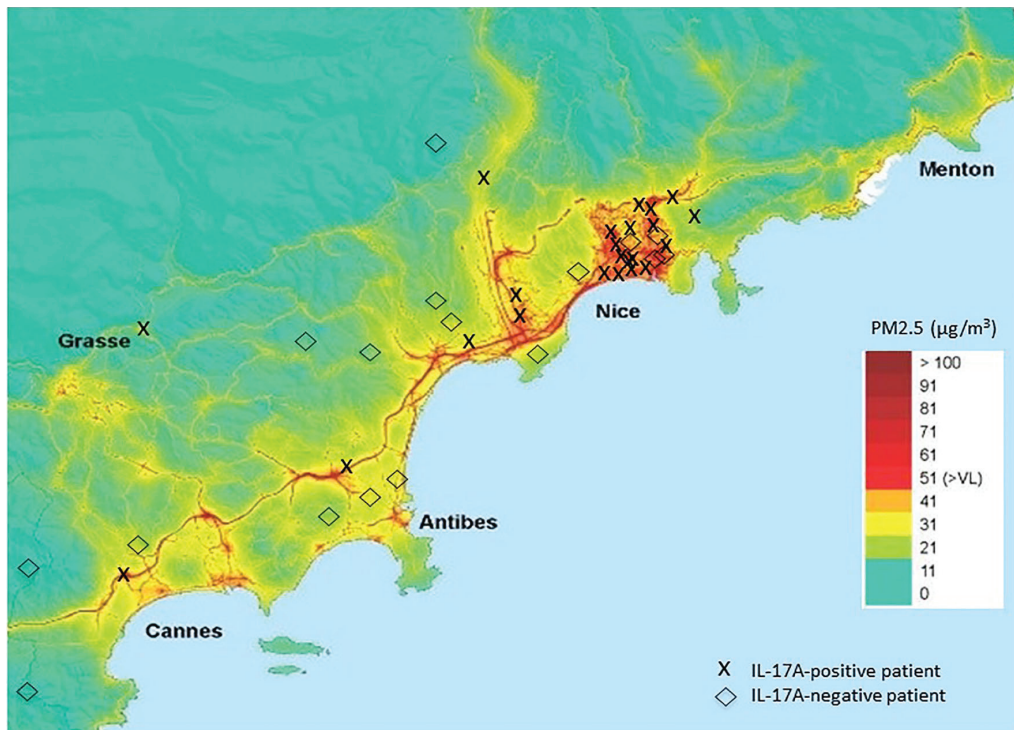 Menton
Nice
Grasse
PM2.5 (µg/m³)
> 100
91
81
71
61
51 (>VL)
41
31
21
11
0
Antibes
Cannes
X IL-17A-positive patient
◇ IL-17A-negative patient